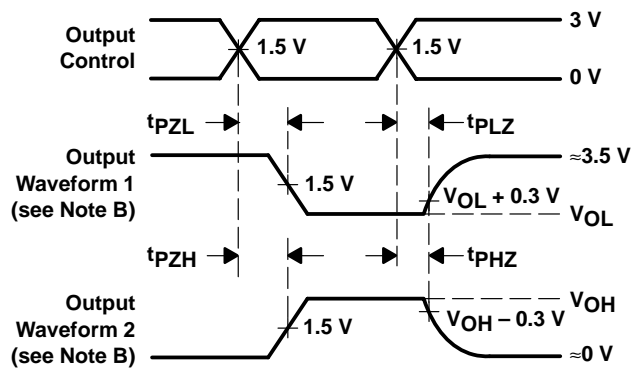 Output
Control
1.5 V
1.5 V
3 V
0 V
tPZL
tPLZ
Output
Waveform 1
(see Note B)
1.5 V
VOL + 0.3 V
≈3.5 V
VOL
tPZH
tPHZ
Output
Waveform 2
(see Note B)
1.5 V
VOH – 0.3 V
VOH
≈0 V